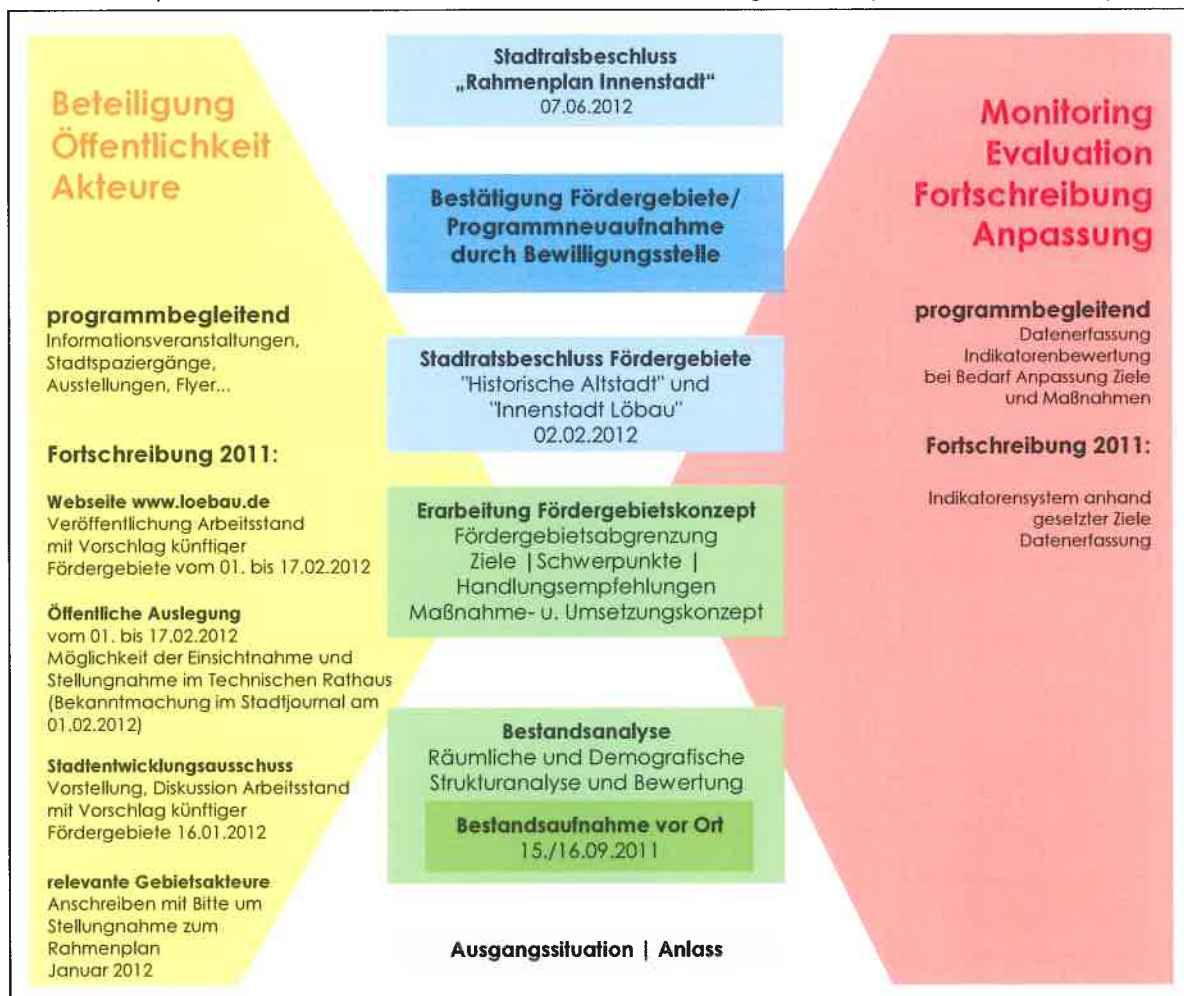 Beteiligung
Öffentlichkeit
Akteure
programmbegleitend
Informationsveranstaltungen,
Stadtspaziergänge,
Ausstellungen, Flyer...
Fortschreibung 2011:
Webseite www.loebau.de
Veröffentlichung Arbeitsstand
mit Vorschlag künftiger
Fördergebiete vom 01. bis 17.02.2012
Öffentliche Auslegung
vom 01. bis 17.02.2012
Möglichkeit der Einsichtnahme und
Stellungnahme im Technischen Rathaus
(Bekanntmachung im Stadtjournal am
01.02.2012)
Stadtentwicklungsausschuss
Vorstellung, Diskussion Arbeitsstand
mit Vorschlag künftiger
Fördergebiete 16.01.2012
relevante Gebietsakteure
Anschreiben mit Bitte um
Stellungnahme zum
Rahmenplan
Januar 2012
Stadtratsbeschluss
„Rahmenplan Innenstadt“
07.06.2012
Bestätigung Fördergebiete/
Programmneuaufnahme
durch Bewilligungsstelle
Stadtratsbeschluss Fördergebiete
"Historische Altstadt" und
"Innenstadt Löbau"
02.02.2012
Erarbeitung Fördergebietskonzept
Fördergebietsabgrenzung
Ziele | Schwerpunkte |
Handlungsempfehlungen
Maßnahme- u. Umsetzungskonzept
Bestandsanalyse
Räumliche und Demografische
Strukturanalyse und Bewertung
Bestandsaufnahme vor Ort
15./16.09.2011
Ausgangssituation | Anlass
Monitoring
Evaluation
Fortschreibung
Anpassung
programmbegleitend
Datenerfassung
Indikatorenbewertung
bei Bedarf Anpassung Ziele
und Maßnahmen
Fortschreibung 2011:
Indikatorensystem anhand
gesetzter Ziele
Datenerfassung